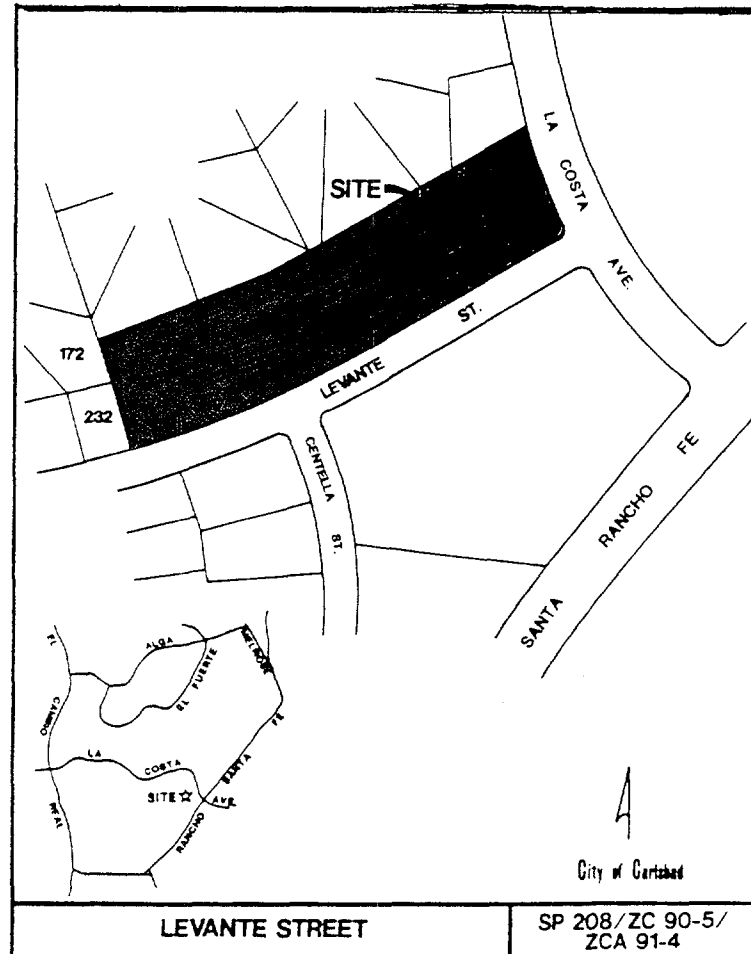 LA COSTA AVE.
SITE
172
232
LEVANTE ST.
CENTELLA ST.
SANTA RANCHO FE
EL CAMINO REAL
ALGA
EL FUERTE
MELROSE
LA COSTA AVE.
RANCHO SANTA FE
SITE ☆
City of Carlsbad
LEVANTE STREET
SP 208/ZC 90-5/
ZCA 91-4